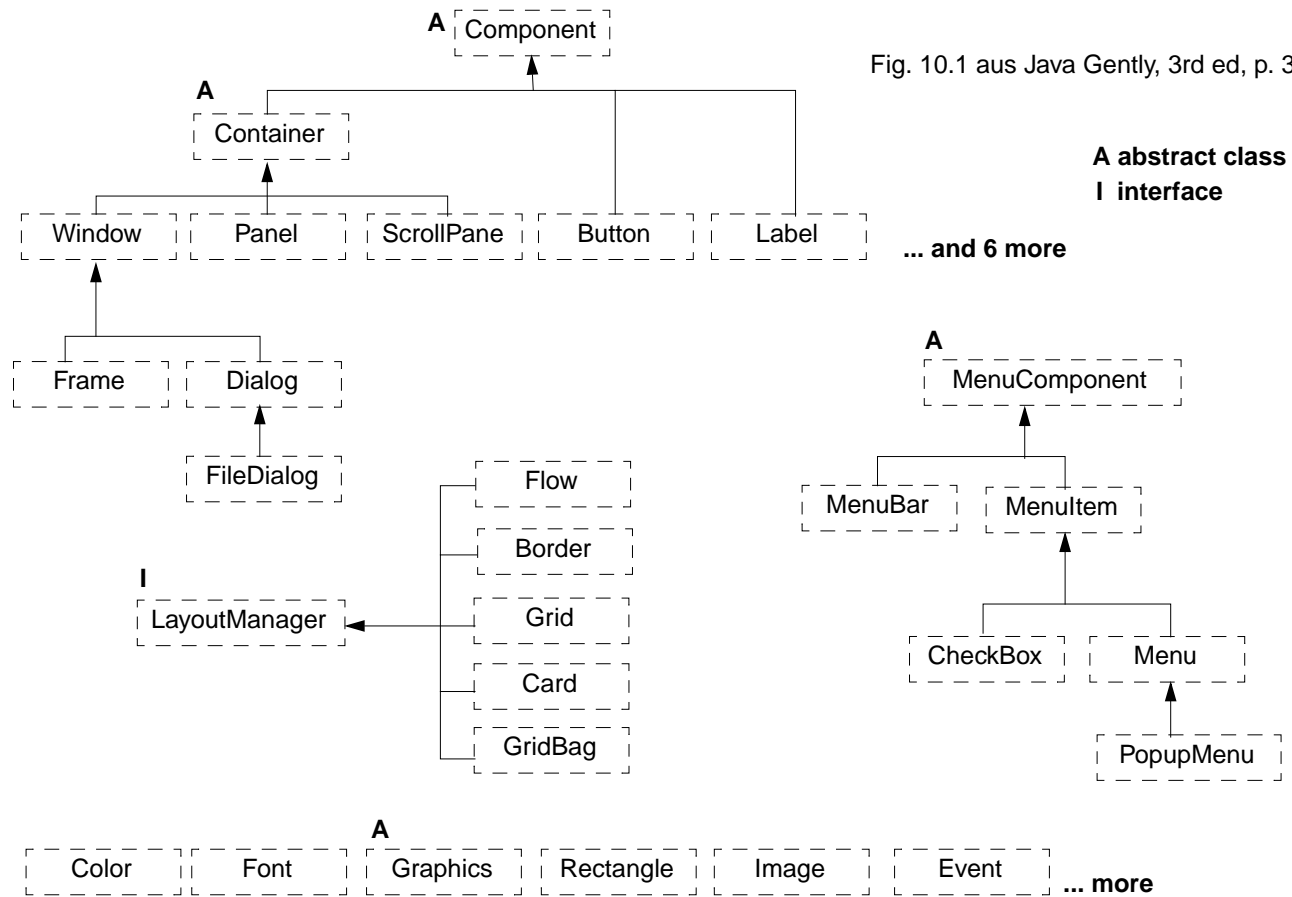 A Component
Fig. 10.1 aus Java Gently, 3rd ed, p. 3
A
Container
A abstract class
I interface
Window Panel ScrollPane Button Label
... and 6 more
A
Frame Dialog MenuComponent
FileDialog Flow
MenuBar MenuItem
Border
I
LayoutManager Grid
CheckBox Menu
Card
GridBag PopupMenu
A
Color Font Graphics Rectangle Image Event ... more